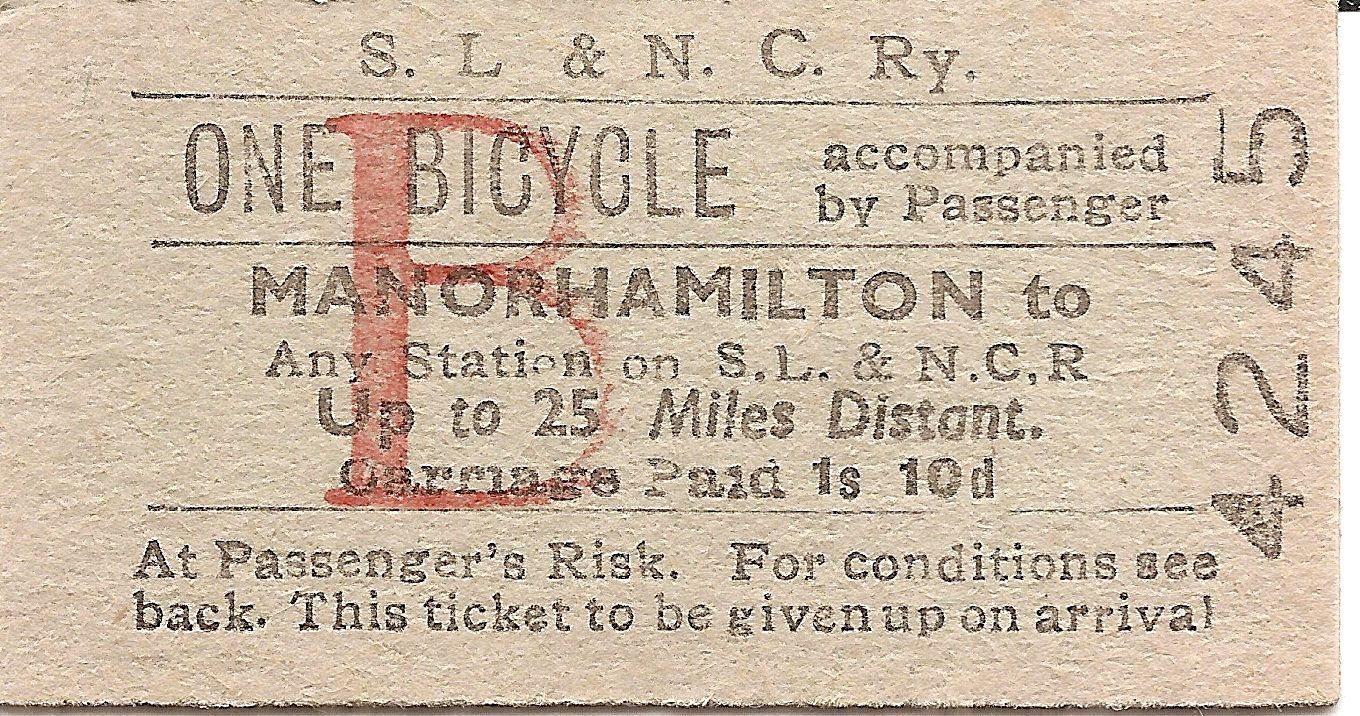 S. L & N. C. Ry.
ONE BICYCLE accompanied
by Passenger
B
MANORHAMILTON to
Any Station on S.L. & N.C.R
Up to 25 Miles Distant.
Carriage Paid 1s 10d
At Passenger's Risk. For conditions see
back. This ticket to be given up on arrival
4245